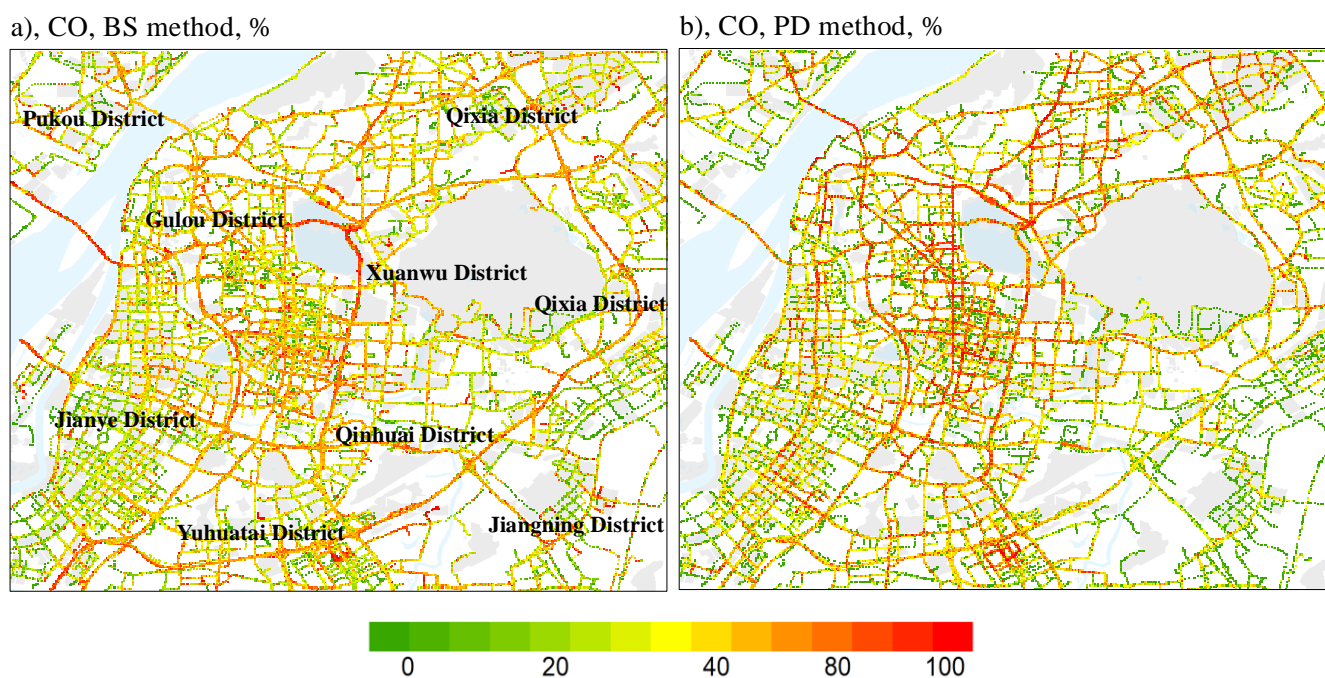 a), CO, BS method, %
b), CO, PD method, %
Pukou District
Qixia District
Gulou District
Xuanwu District
Qixia District
Jianye District
Qinhuai District
Yuhuatai District
Jiangning District
0 20 40 80 100